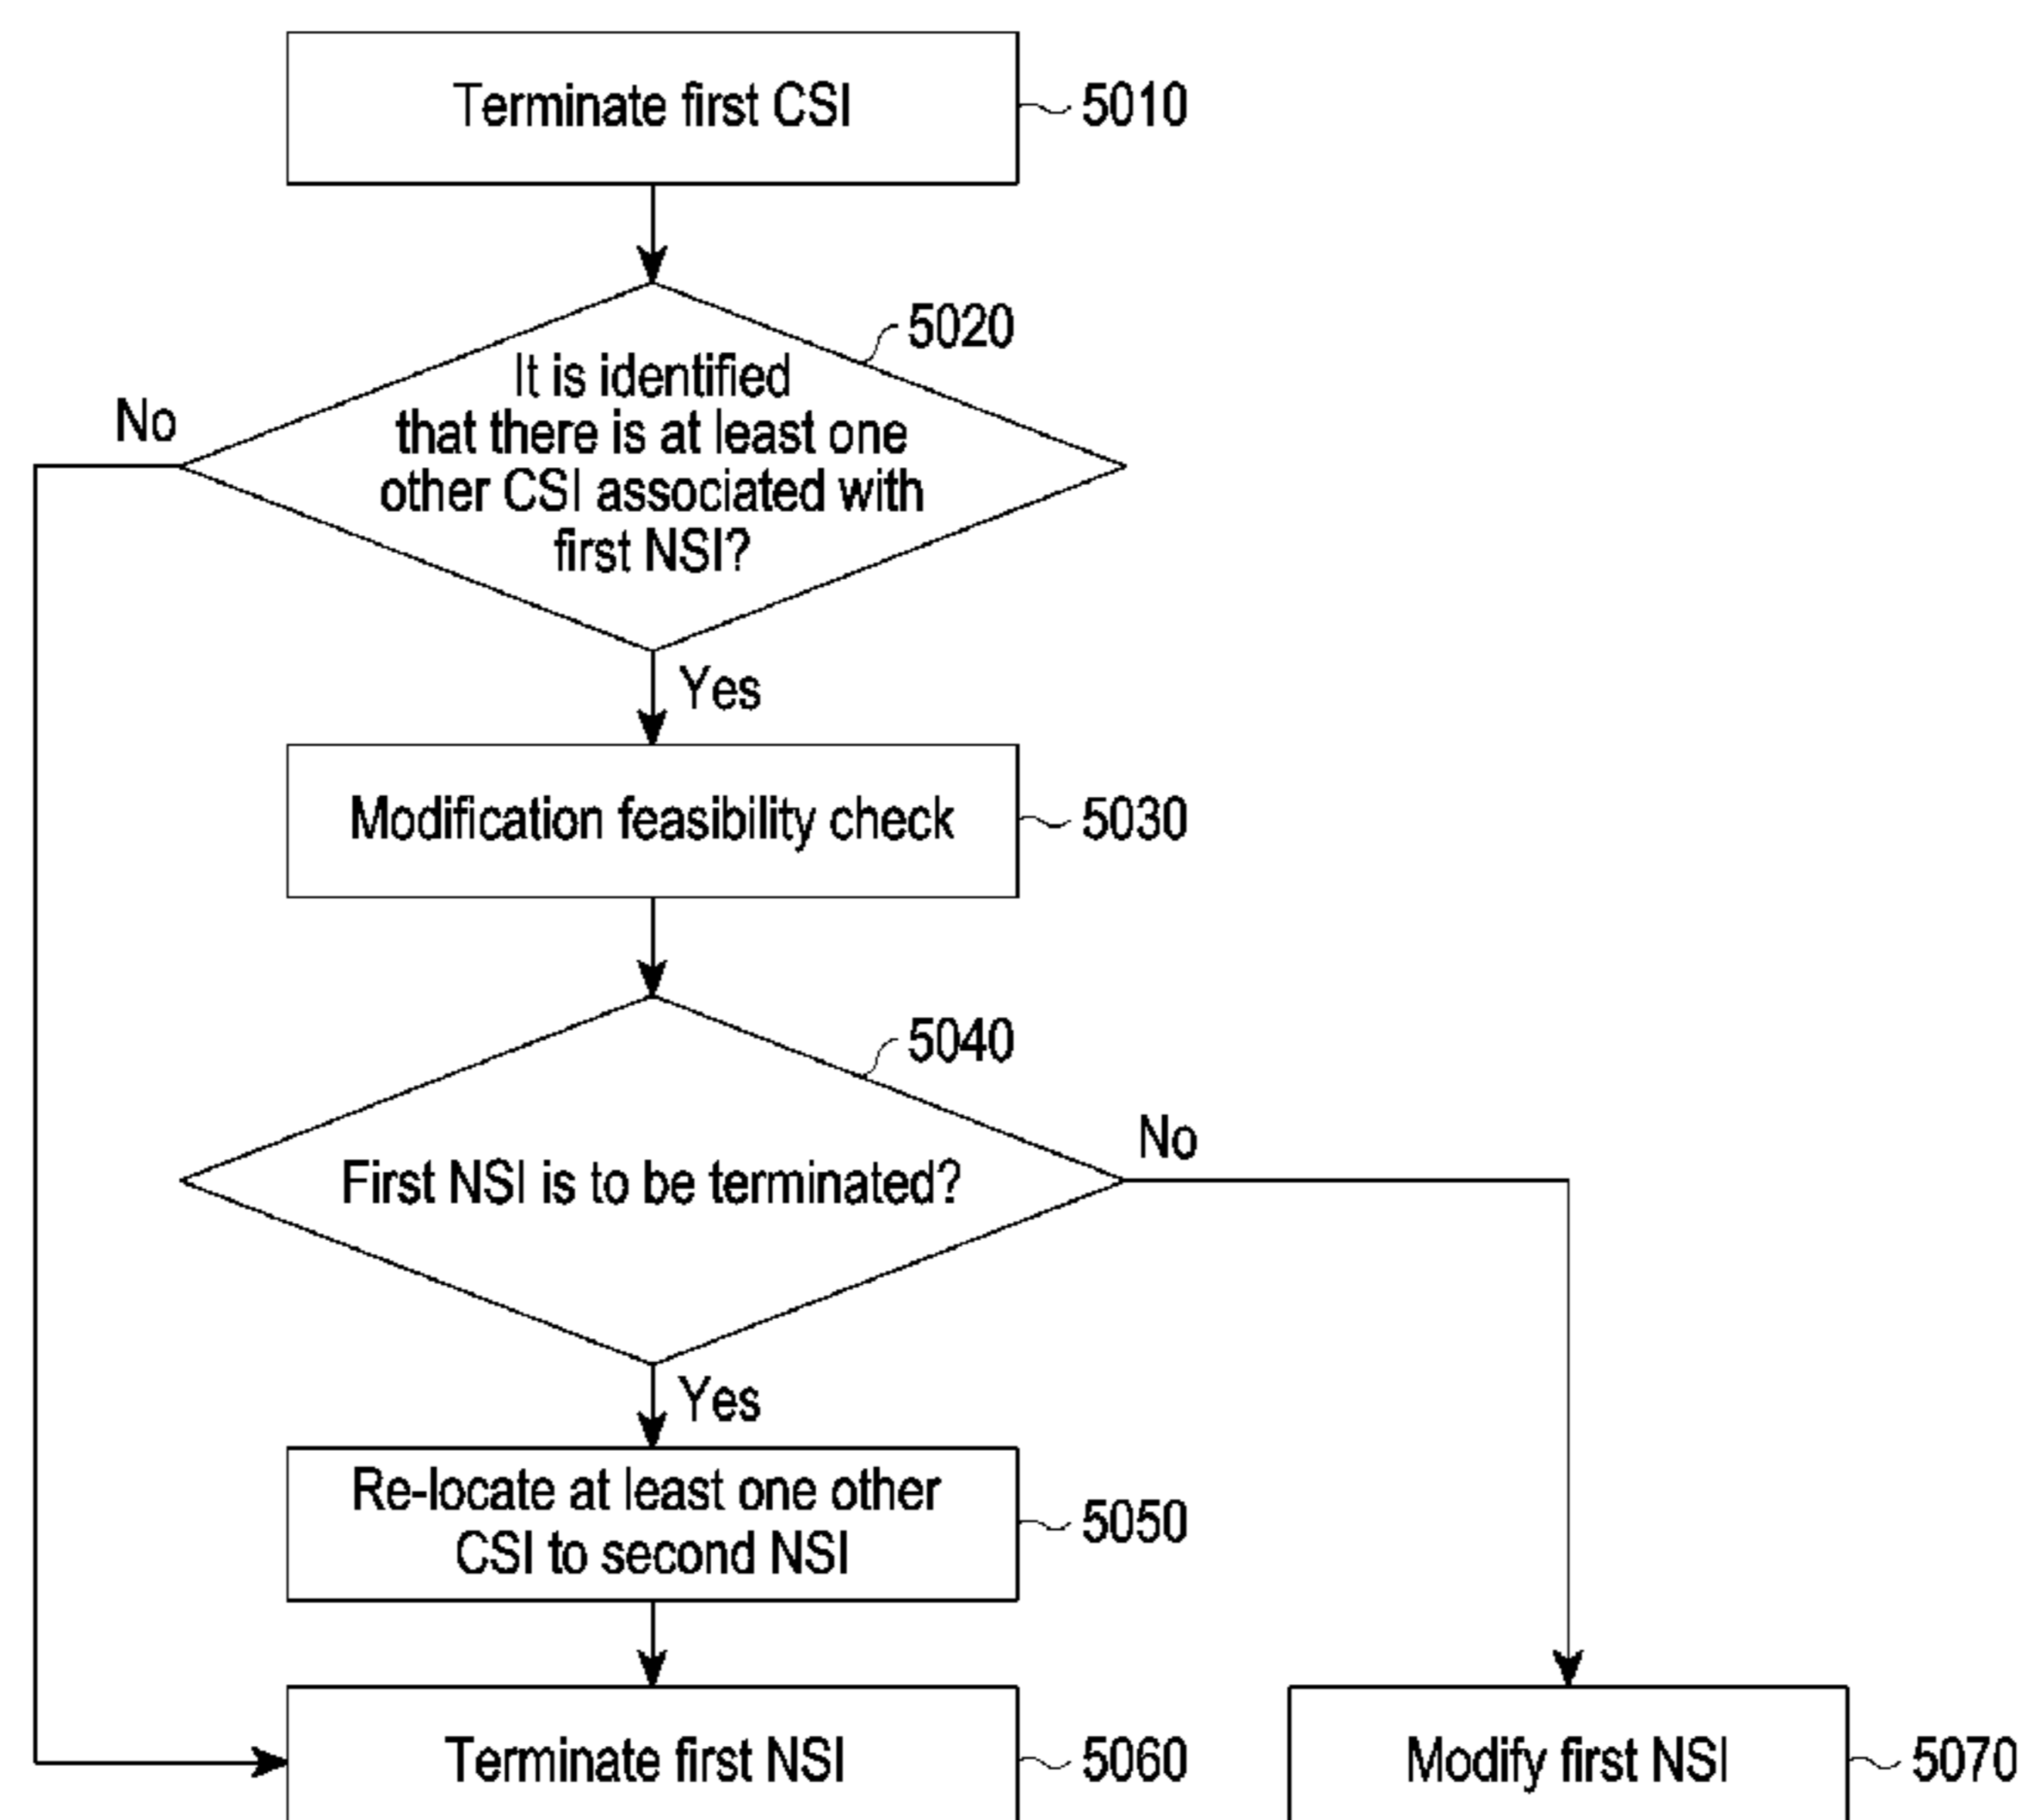 Terminate first CSI
5010
5020
It is identified
that there is at least one
other CSI associated with
first NSI?
No
Yes
Modification feasibility check
5030
5040
First NSI is to be terminated?
No
Yes
Re-locate at least one other
CSI to second NSI
5050
Terminate first NSI
5060
Modify first NSI
5070